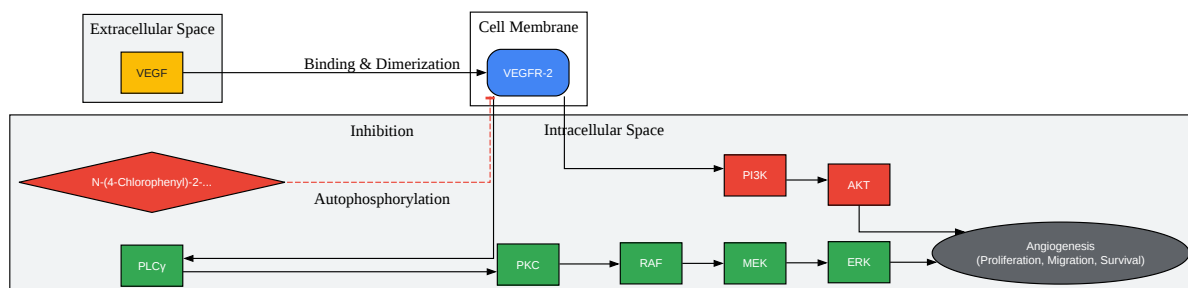 Extracellular Space
Cell Membrane
VEGF
Binding & Dimerization
VEGFR-2
Inhibition
Intracellular Space
N-(4-Chlorophenyl)-2-...
Autophosphorylation
PI3K
AKT
PLCγ
PKC
RAF
MEK
ERK
Angiogenesis
(Proliferation, Migration, Survival)